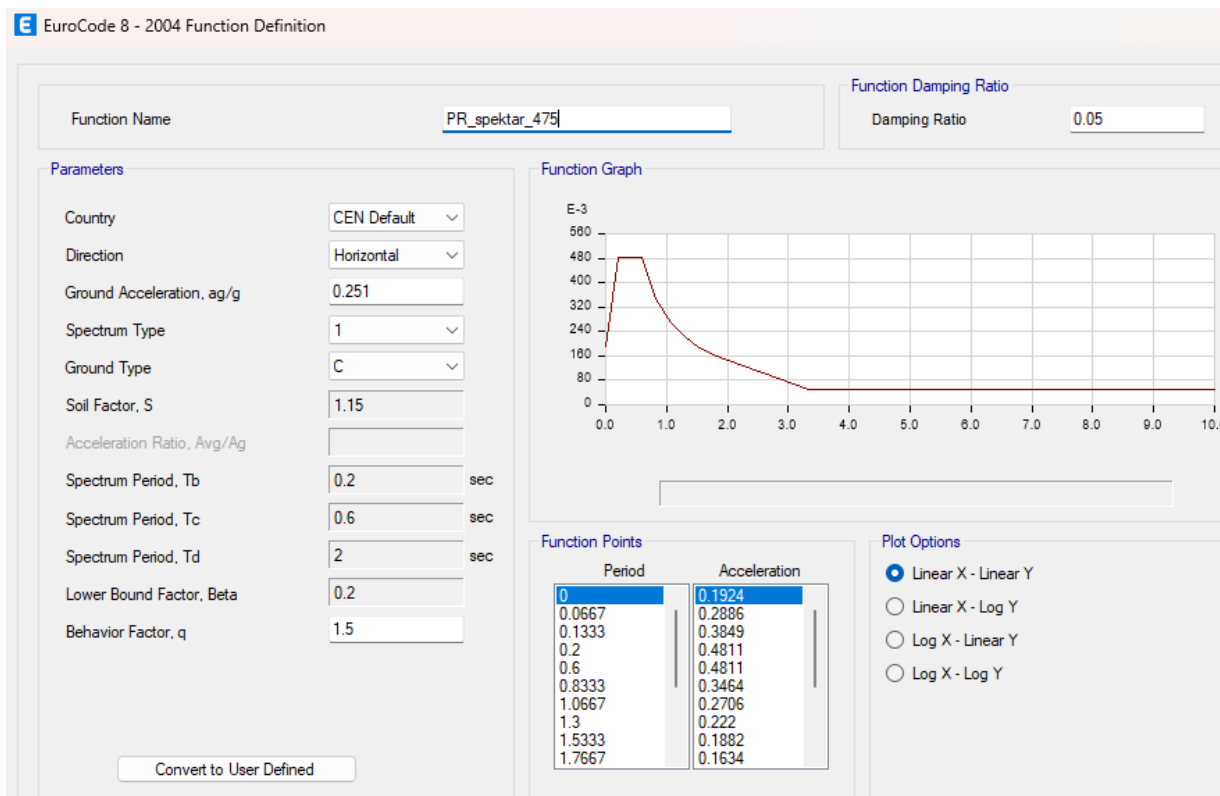 EuroCode 8 - 2004 Function Definition
Function Name
PR_spektar_475
Function Damping Ratio
Damping Ratio
0.05
Parameters
Country
CEN Default
Direction
Horizontal
Ground Acceleration, ag/g
0.251
Spectrum Type
1
Ground Type
C
Soil Factor, S
1.15
Acceleration Ratio, Avg/Ag
Spectrum Period, Tb
0.2
sec
Spectrum Period, Tc
0.6
sec
Spectrum Period, Td
2
sec
Lower Bound Factor, Beta
0.2
Behavior Factor, q
1.5
Convert to User Defined
Function Graph
E-3
560
480
400
320
240
160
80
0
0.0 1.0 2.0 3.0 4.0 5.0 6.0 7.0 8.0 9.0 10.
Function Points
Period Acceleration
0 0.1924
0.0667 0.2886
0.1333 0.3849
0.2 0.4811
0.6 0.4811
0.8333 0.3464
1.0667 0.2706
1.3 0.222
1.5333 0.1882
1.7667 0.1634
Plot Options
Linear X - Linear Y
Linear X - Log Y
Log X - Linear Y
Log X - Log Y